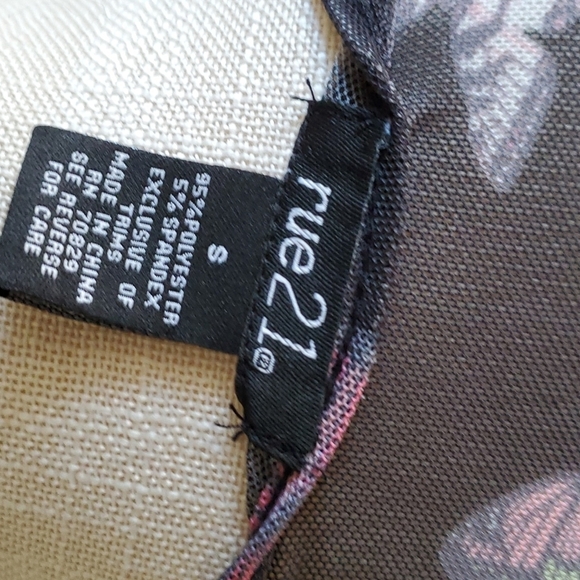 rue21®
S
95%POLYESTER
5% SPANDEX
EXCLUSIVE OF
TRIMS
MADE IN CHINA
RN 70829
SEE REVERSE
FOR CARE